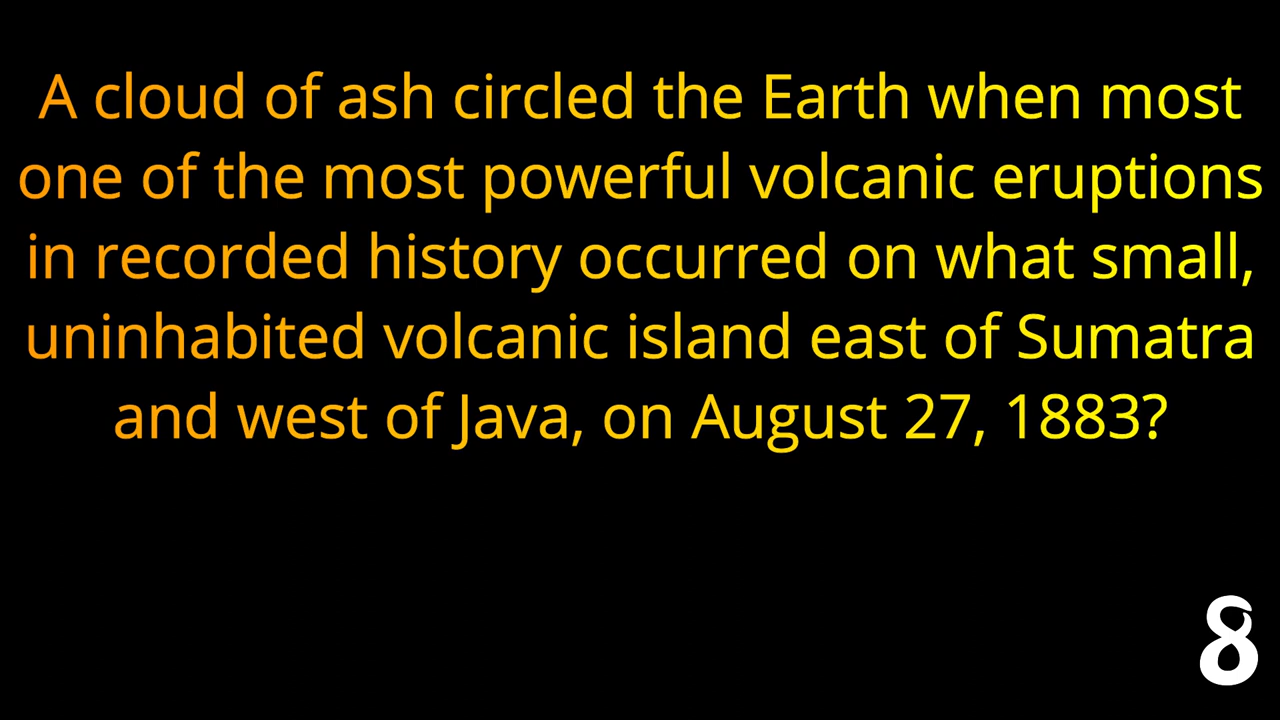 A cloud of ash circled the Earth when most
one of the most powerful volcanic eruptions
in recorded history occurred on what small,
uninhabited volcanic island east of Sumatra
and west of Java, on August 27, 1883?
8